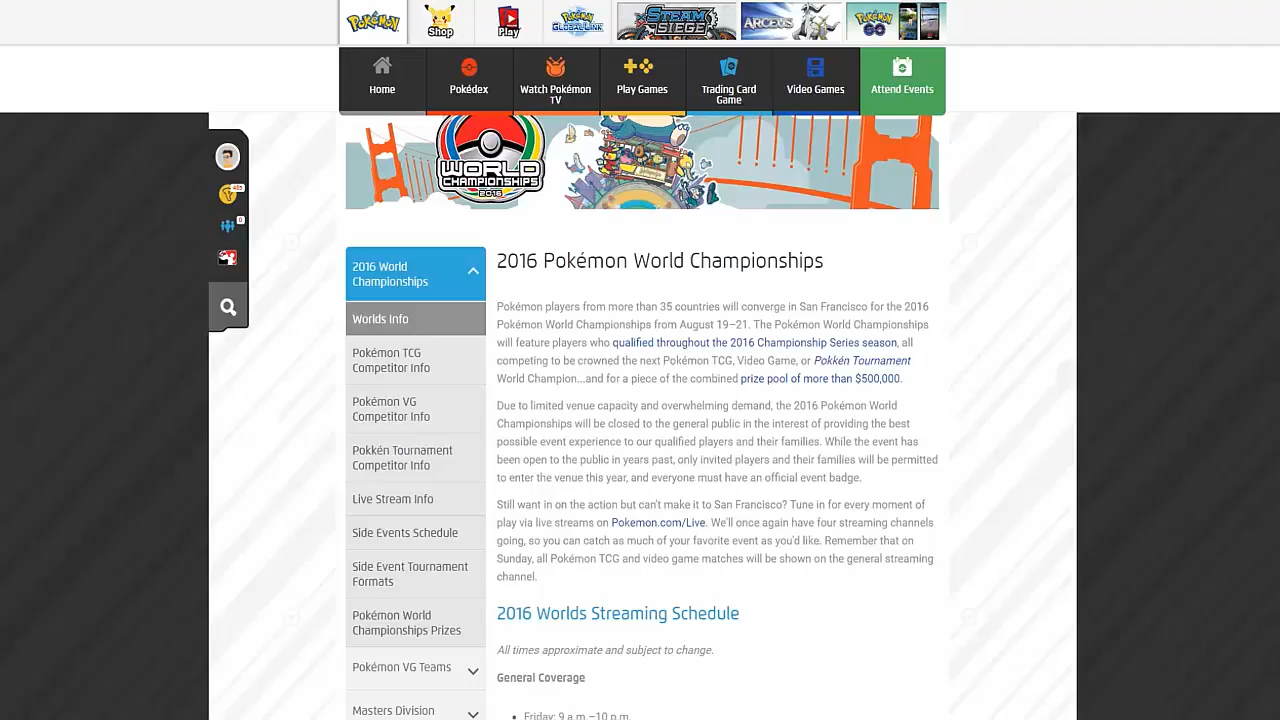 Pokémon
Shop
Play
Pokémon
GLOBAL LINK
STEAM
SIEGE
ARCEUS
Pokémon
GO
Home
Pokédex
Watch Pokémon
TV
Play Games
Trading Card
Game
Video Games
Attend Events
WORLD
CHAMPIONSHIPS
2016
0
2016 World
Championships
Worlds Info
Pokémon TCG
Competitor Info
Pokémon VG
Competitor Info
Pokkén Tournament
Competitor Info
Live Stream Info
Side Events Schedule
Side Event Tournament
Formats
Pokémon World
Championships Prizes
Pokémon VG Teams
Masters Division
2016 Pokémon World Championships
Pokémon players from more than 35 countries will converge in San Francisco for the 2016
Pokémon World Championships from August 19–21. The Pokémon World Championships
will feature players who qualified throughout the 2016 Championship Series season, all
competing to be crowned the next Pokémon TCG, Video Game, or Pokkén Tournament
World Champion...and for a piece of the combined prize pool of more than $500,000.
Due to limited venue capacity and overwhelming demand, the 2016 Pokémon World
Championships will be closed to the general public in the interest of providing the best
possible event experience to our qualified players and their families. While the event has
been open to the public in years past, only invited players and their families will be permitted
to enter the venue this year, and everyone must have an official event badge.
Still want in on the action but can't make it to San Francisco? Tune in for every moment of
play via live streams on Pokemon.com/Live. We'll once again have four streaming channels
going, so you can catch as much of your favorite event as you'd like. Remember that on
Sunday, all Pokémon TCG and video game matches will be shown on the general streaming
channel.
2016 Worlds Streaming Schedule
All times approximate and subject to change.
General Coverage
• Friday: 9 a.m.–10 p.m.